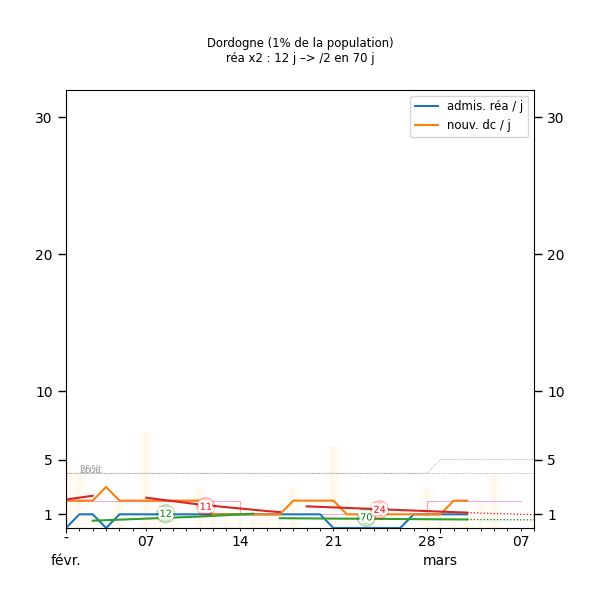 Dordogne (1% de la population)
réa x2 : 12 j –> /2 en 70 j
admis. réa / j
nouv. dc / j
30 30
20 20
10 10
5 5
1 1
11
12
24
70
- 07 14 21 28 - 07
févr. mars